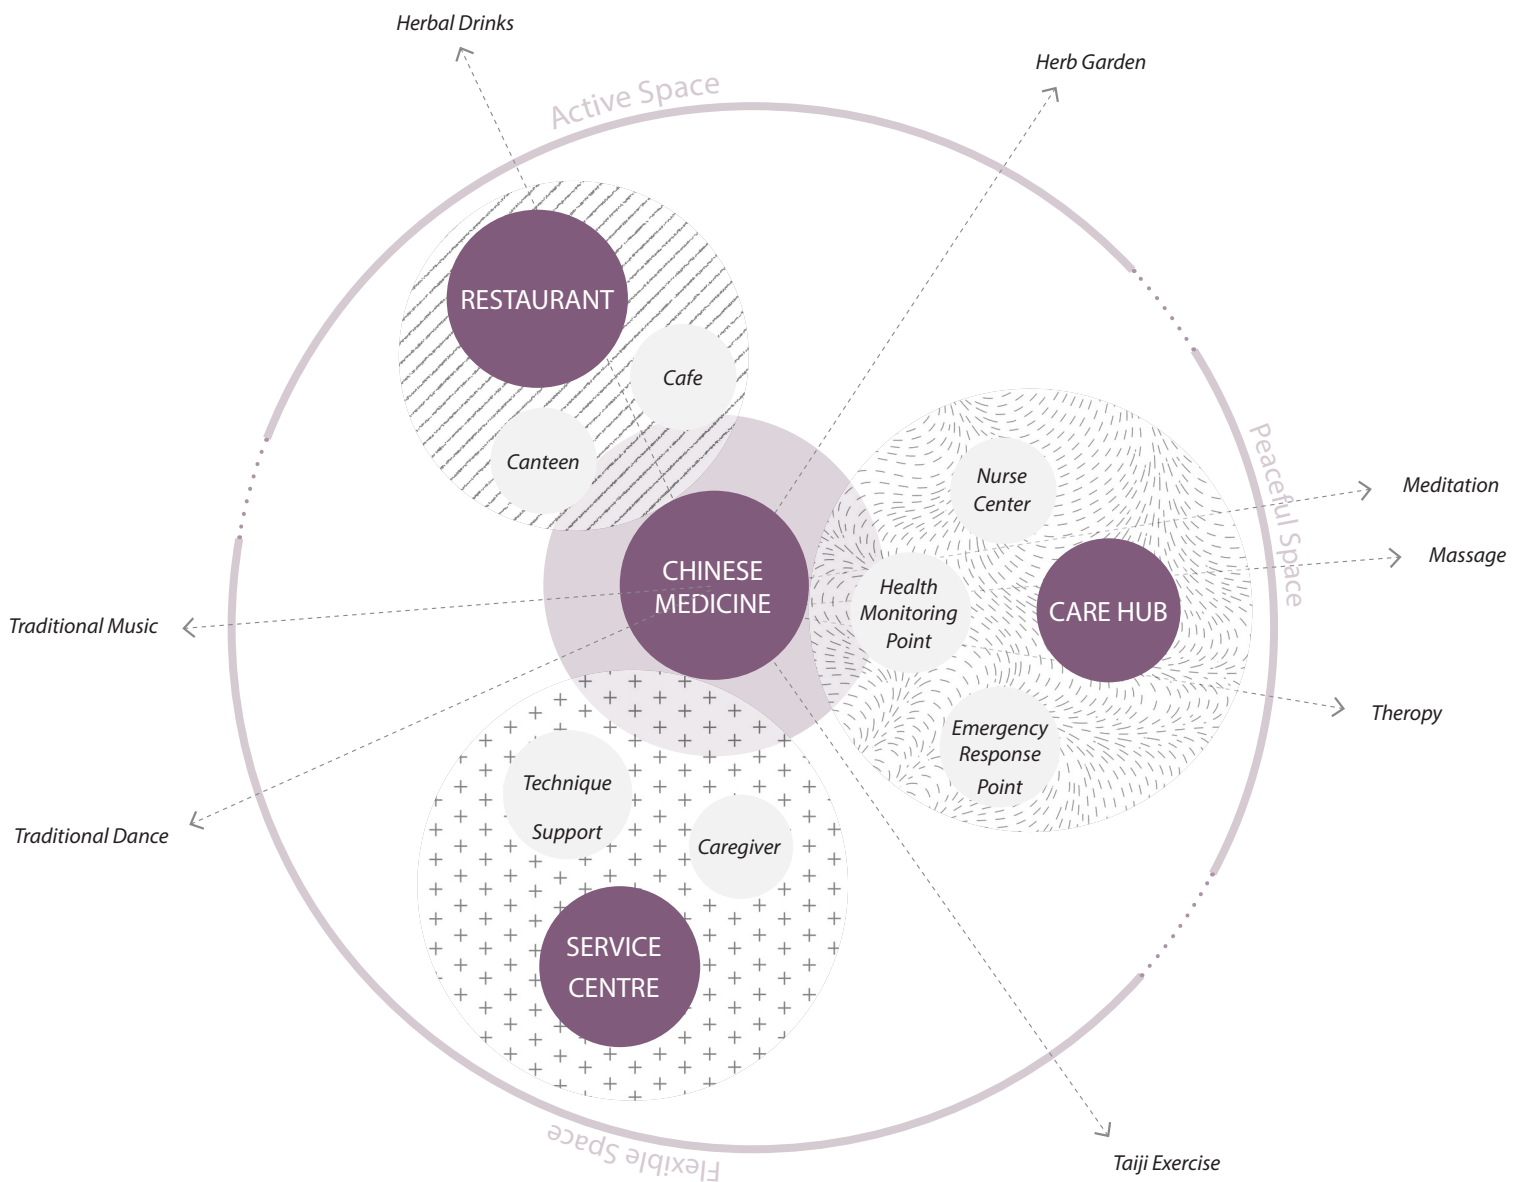 Herbal Drinks
Herb Garden
Active Space
RESTAURANT
Cafe
Canteen
Nurse
Center
Peaceful Space
Meditation
Massage
CHINESE
MEDICINE
Health
Monitoring
Point
CARE HUB
Traditional Music
Theropy
Emergency
Response
Point
Technique
Support
Caregiver
Traditional Dance
SERVICE
CENTRE
Flexible Space
Taiji Exercise